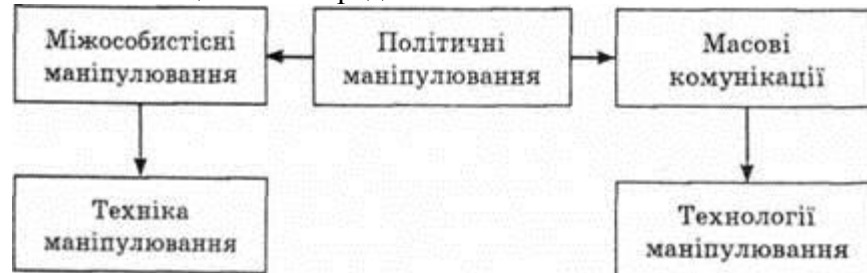 Міжособистісні
маніпулювання
Політичні
маніпулювання
Масові
комунікації
Техніка
маніпулювання
Технології
маніпулювання